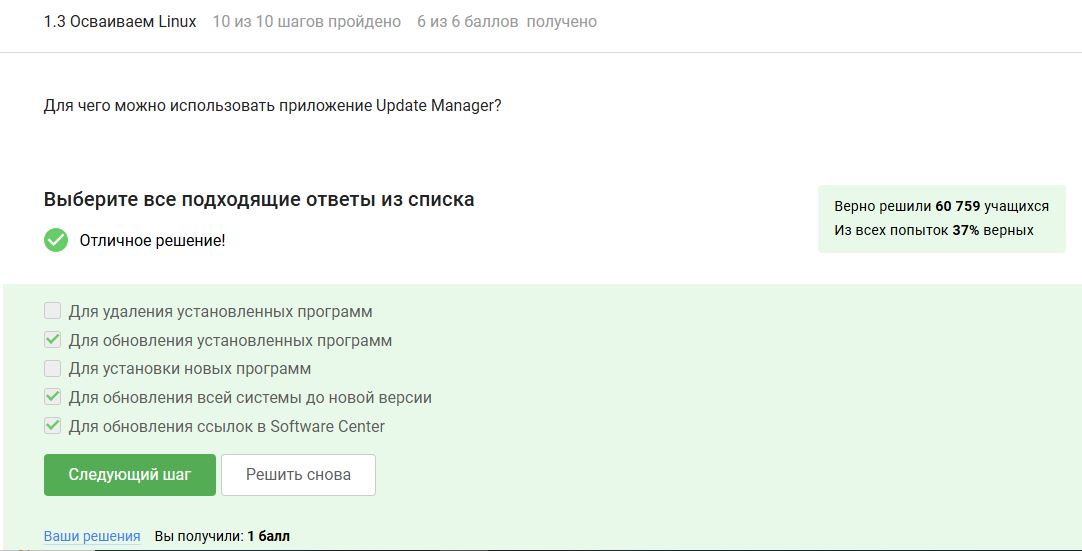 1.3 Осваиваем Linux 10 из 10 шагов пройдено 6 из 6 баллов получено
Для чего можно использовать приложение Update Manager?
Выберите все подходящие ответы из списка
Верно решили 60 759 учащихся
Из всех попыток 37% верных
Отличное решение!
Для удаления установленных программ
Для обновления установленных программ
Для установки новых программ
Для обновления всей системы до новой версии
Для обновления ссылок в Software Center
Следующий шаг Решить снова
Ваши решения Вы получили: 1 балл